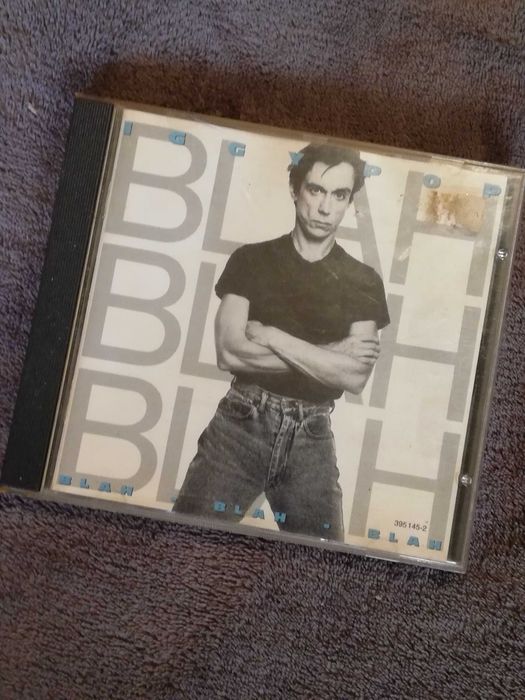 IGGY POP
BLAH
BLAH
BLAH
BLAH . BLAH . BLAH
395 145-2